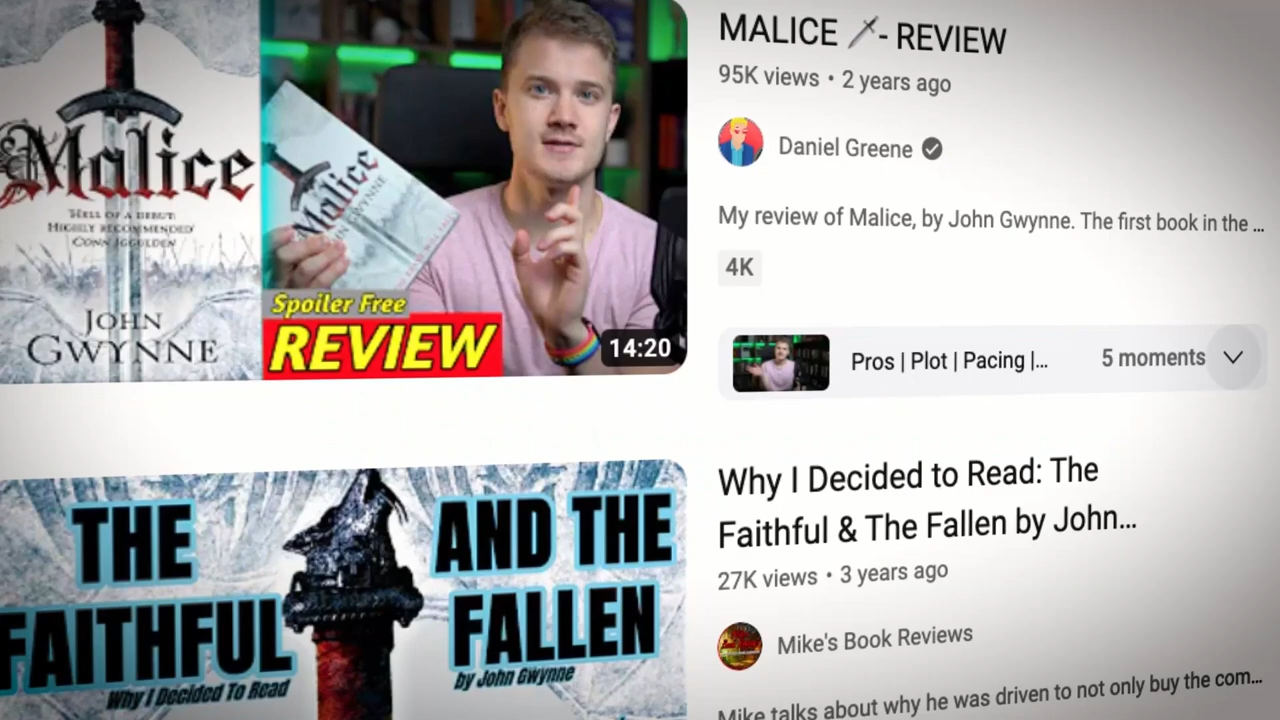 Malice
HELL OF A DEBUT:
HIGHLY RECOMMENDED
CONN IGGULDEN
JOHN
GWYNNE
Malice
JOHN GWYNNE
Spoiler Free
REVIEW
14:20
MALICE - REVIEW
95K views • 2 years ago
Daniel Greene
My review of Malice, by John Gwynne. The first book in the ...
4K
Pros | Plot | Pacing |...
5 moments
THE
FAITHFUL
AND THE
FALLEN
Why I Decided To Read
by John Gwynne
Why I Decided to Read: The
Faithful & The Fallen by John...
27K views • 3 years ago
Mike's Book Reviews
Mike talks about why he was driven to not only buy the com...